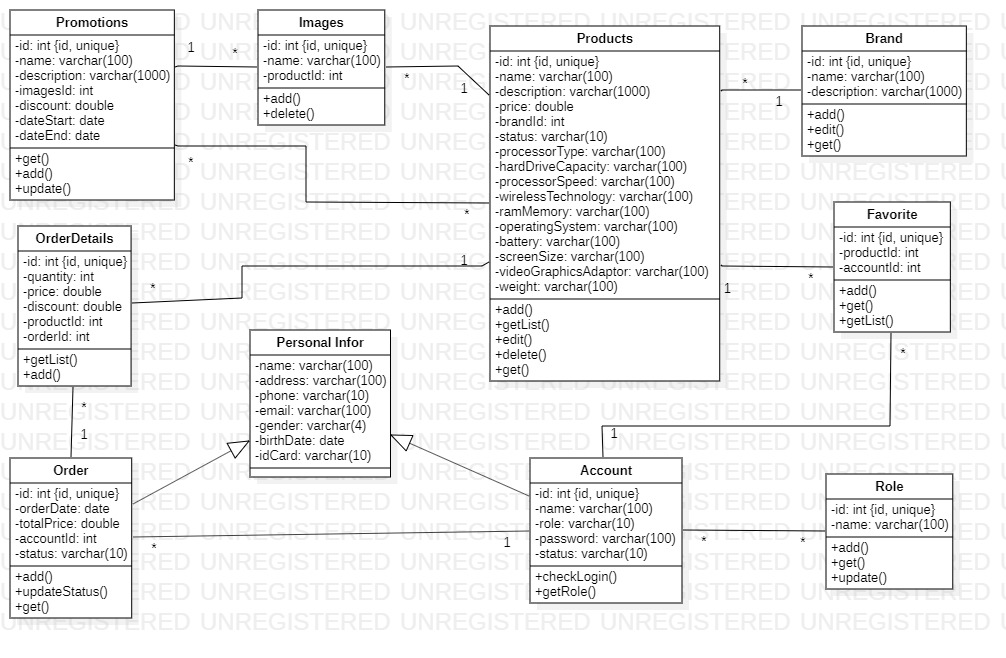 Promotions
-id: int {id, unique}
-name: varchar(100)
-description: varchar(1000)
-imagesId: int
-discount: double
-dateStart: date
-dateEnd: date
+get()
+add()
+update()
1
*
*
Images
-id: int {id, unique}
-name: varchar(100)
-productId: int
+add()
+delete()
*
1
*
Products
-id: int {id, unique}
-name: varchar(100)
-description: varchar(1000)
-price: double
-brandId: int
-status: varchar(10)
-processorType: varchar(100)
-hardDriveCapacity: varchar(100)
-processorSpeed: varchar(100)
-wirelessTechnology: varchar(100)
-ramMemory: varchar(100)
-operatingSystem: varchar(100)
-battery: varchar(100)
-screenSize: varchar(100)
-videoGraphicsAdaptor: varchar(100)
-weight: varchar(100)
+add()
+getList()
+edit()
+delete()
+get()
*
1
Brand
-id: int {id, unique}
-name: varchar(100)
-description: varchar(1000)
+add()
+edit()
+get()
1
*
Favorite
-id: int {id, unique}
-productId: int
-accountId: int
+add()
+get()
+getList()
*
1
OrderDetails
-id: int {id, unique}
-quantity: int
-price: double
-discount: double
-productId: int
-orderId: int
+getList()
+add()
*
1
*
1
Personal Infor
-name: varchar(100)
-address: varchar(100)
-phone: varchar(10)
-email: varchar(100)
-gender: varchar(4)
-birthDate: date
-idCard: varchar(10)
Order
-id: int {id, unique}
-orderDate: date
-totalPrice: double
-accountId: int
-status: varchar(10)
+add()
+updateStatus()
+get()
*
1
Account
-id: int {id, unique}
-name: varchar(100)
-role: varchar(10)
-password: varchar(100)
-status: varchar(10)
+checkLogin()
+getRole()
*
*
Role
-id: int {id, unique}
-name: varchar(100)
+add()
+get()
+update()
UNREGISTERED